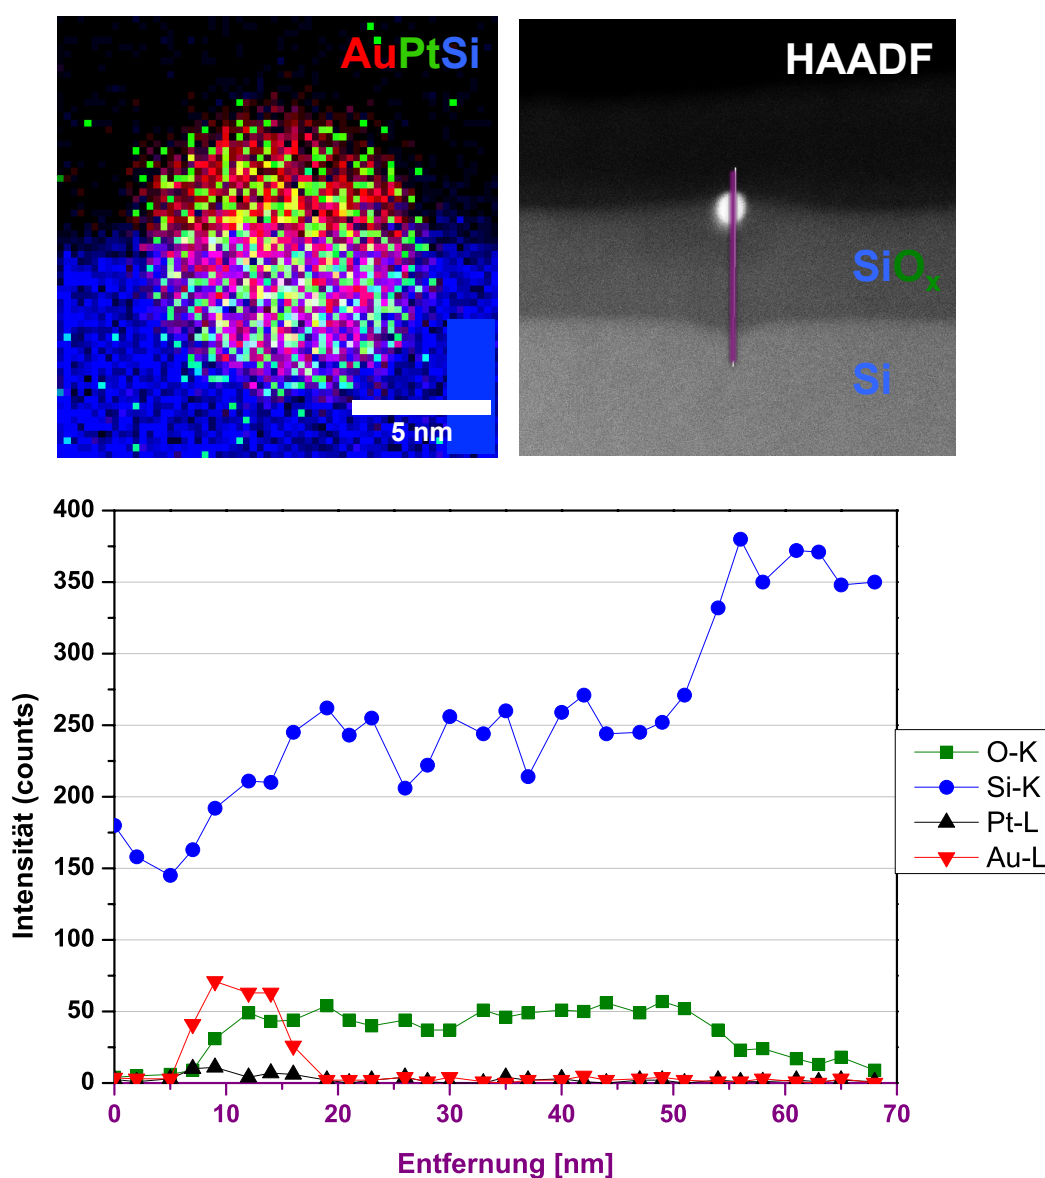 AuPtSi
HAADF
SiOx
Si
5 nm
400
350
300
250
200
150
100
50
0
Intensität (counts)
0 10 20 30 40 50 60 70
Entfernung [nm]
O-K
Si-K
Pt-L
Au-L